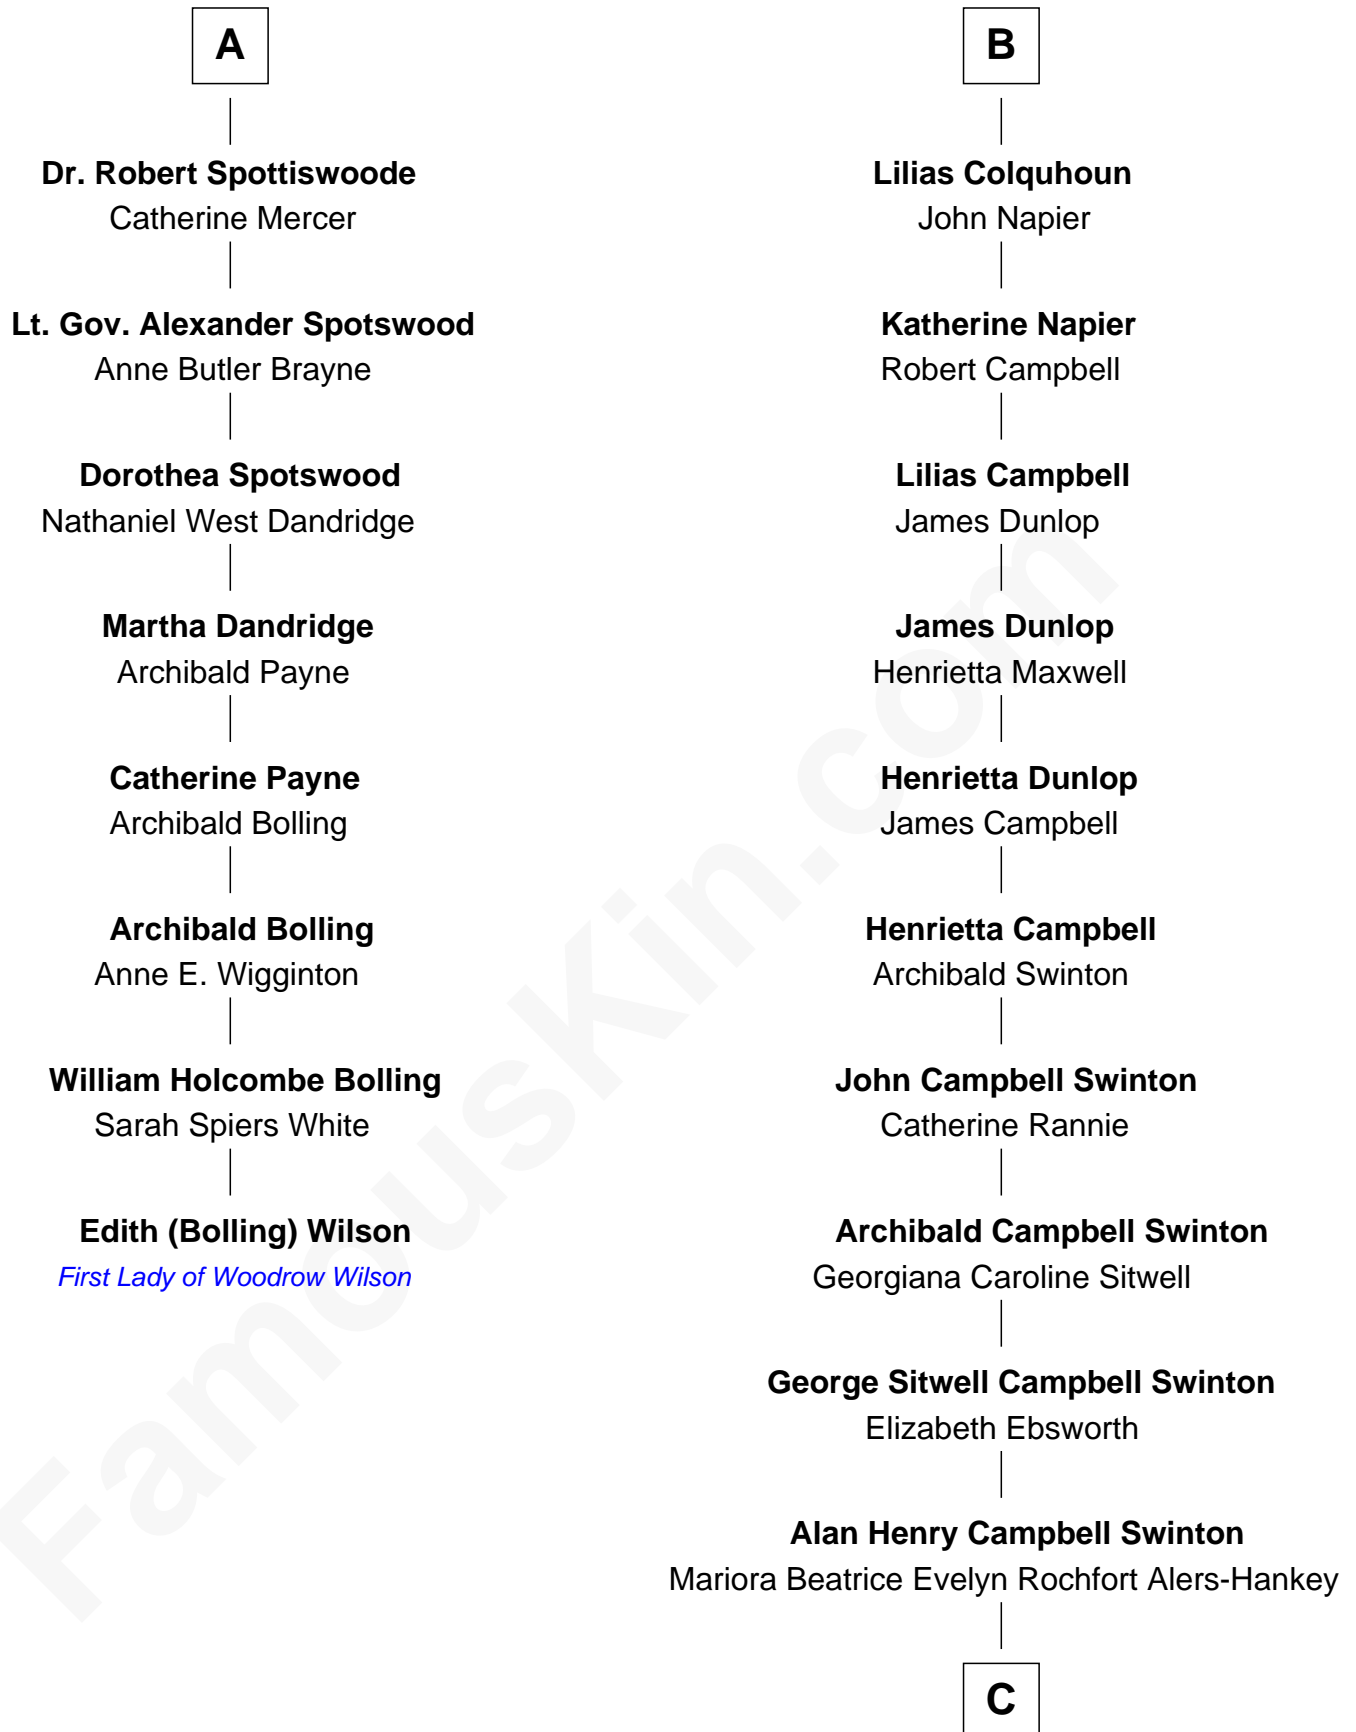 A
Dr. Robert Spottiswoode
Catherine Mercer
Lt. Gov. Alexander Spotswood
Anne Butler Brayne
Dorothea Spotswood
Nathaniel West Dandridge
Martha Dandridge
Archibald Payne
Catherine Payne
Archibald Bolling
Archibald Bolling
Anne E. Wigginton
William Holcombe Bolling
Sarah Spiers White
Edith (Bolling) Wilson
First Lady of Woodrow Wilson
B
Lilias Colquhoun
John Napier
Katherine Napier
Robert Campbell
Lilias Campbell
James Dunlop
James Dunlop
Henrietta Maxwell
Henrietta Dunlop
James Campbell
Henrietta Campbell
Archibald Swinton
John Campbell Swinton
Catherine Rannie
Archibald Campbell Swinton
Georgiana Caroline Sitwell
George Sitwell Campbell Swinton
Elizabeth Ebsworth
Alan Henry Campbell Swinton
Mariora Beatrice Evelyn Rochfort Alers-Hankey
C
FamousKin.com